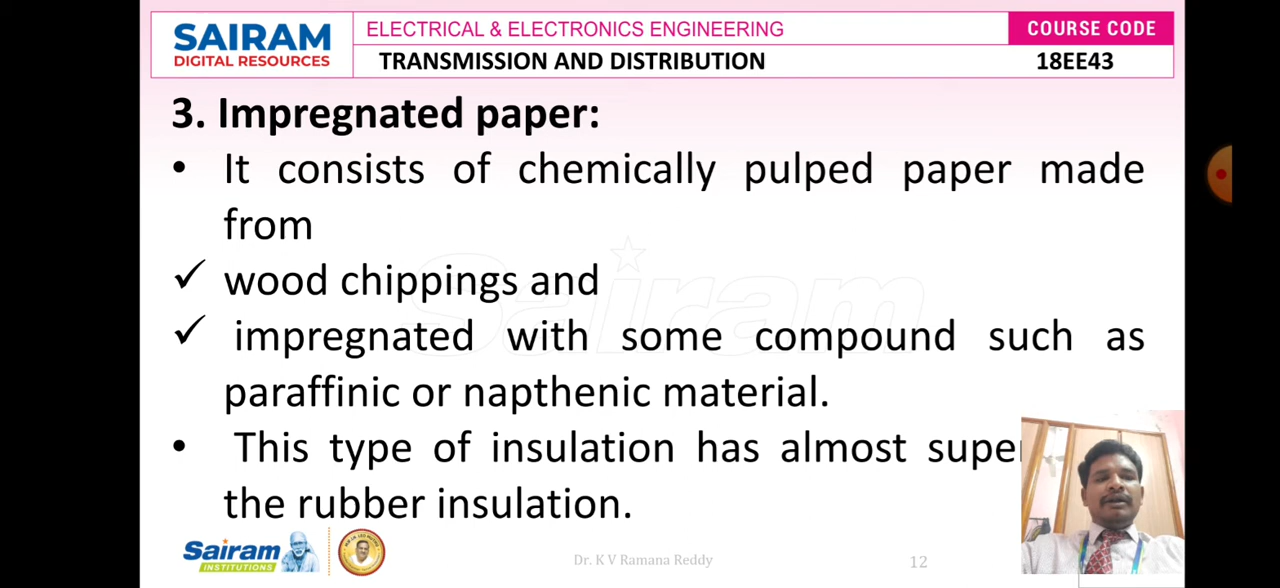 SAIRAM
DIGITAL RESOURCES
ELECTRICAL & ELECTRONICS ENGINEERING
COURSE CODE
TRANSMISSION AND DISTRIBUTION
18EE43
3. Impregnated paper:
• It consists of chemically pulped paper made
from
✓ wood chippings and
✓ impregnated with some compound such as
paraffinic or napthenic material.
• This type of insulation has almost
the rubber insulation.
Sairam
Sairam
INSTITUTIONS
Dr. K V Ramana Reddy
12